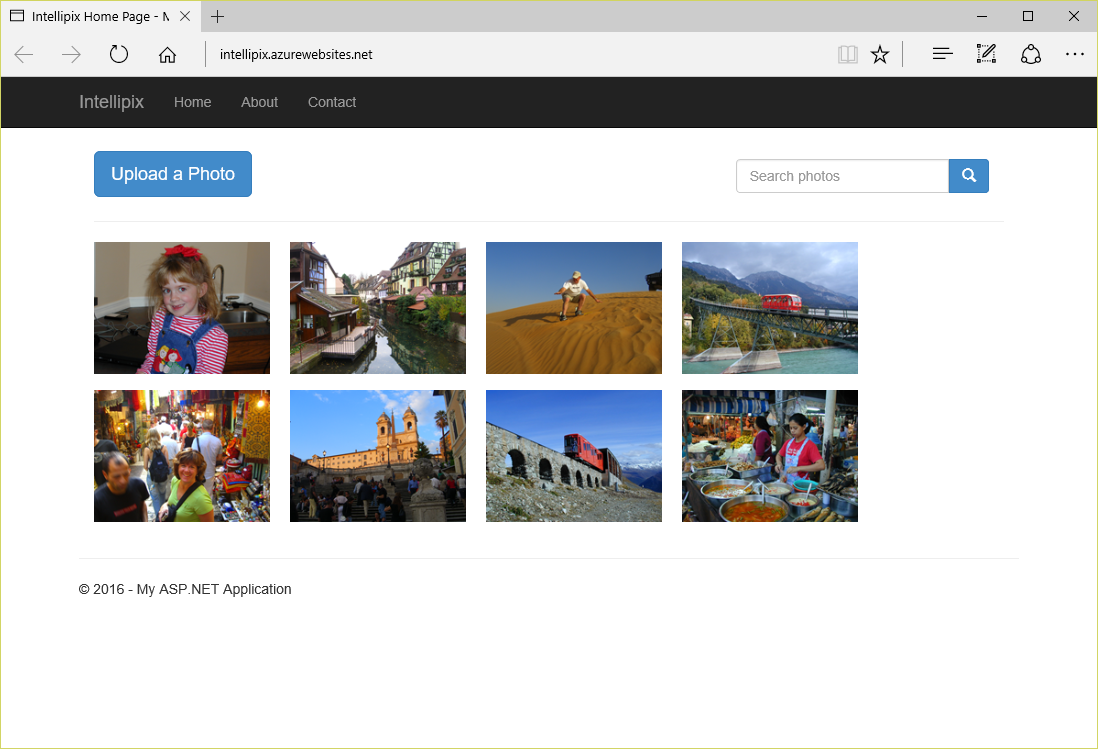 Intellipix Home Page - M
intellipix.azurewebsites.net
Intellipix Home About Contact
Upload a Photo
Search photos
© 2016 - My ASP.NET Application